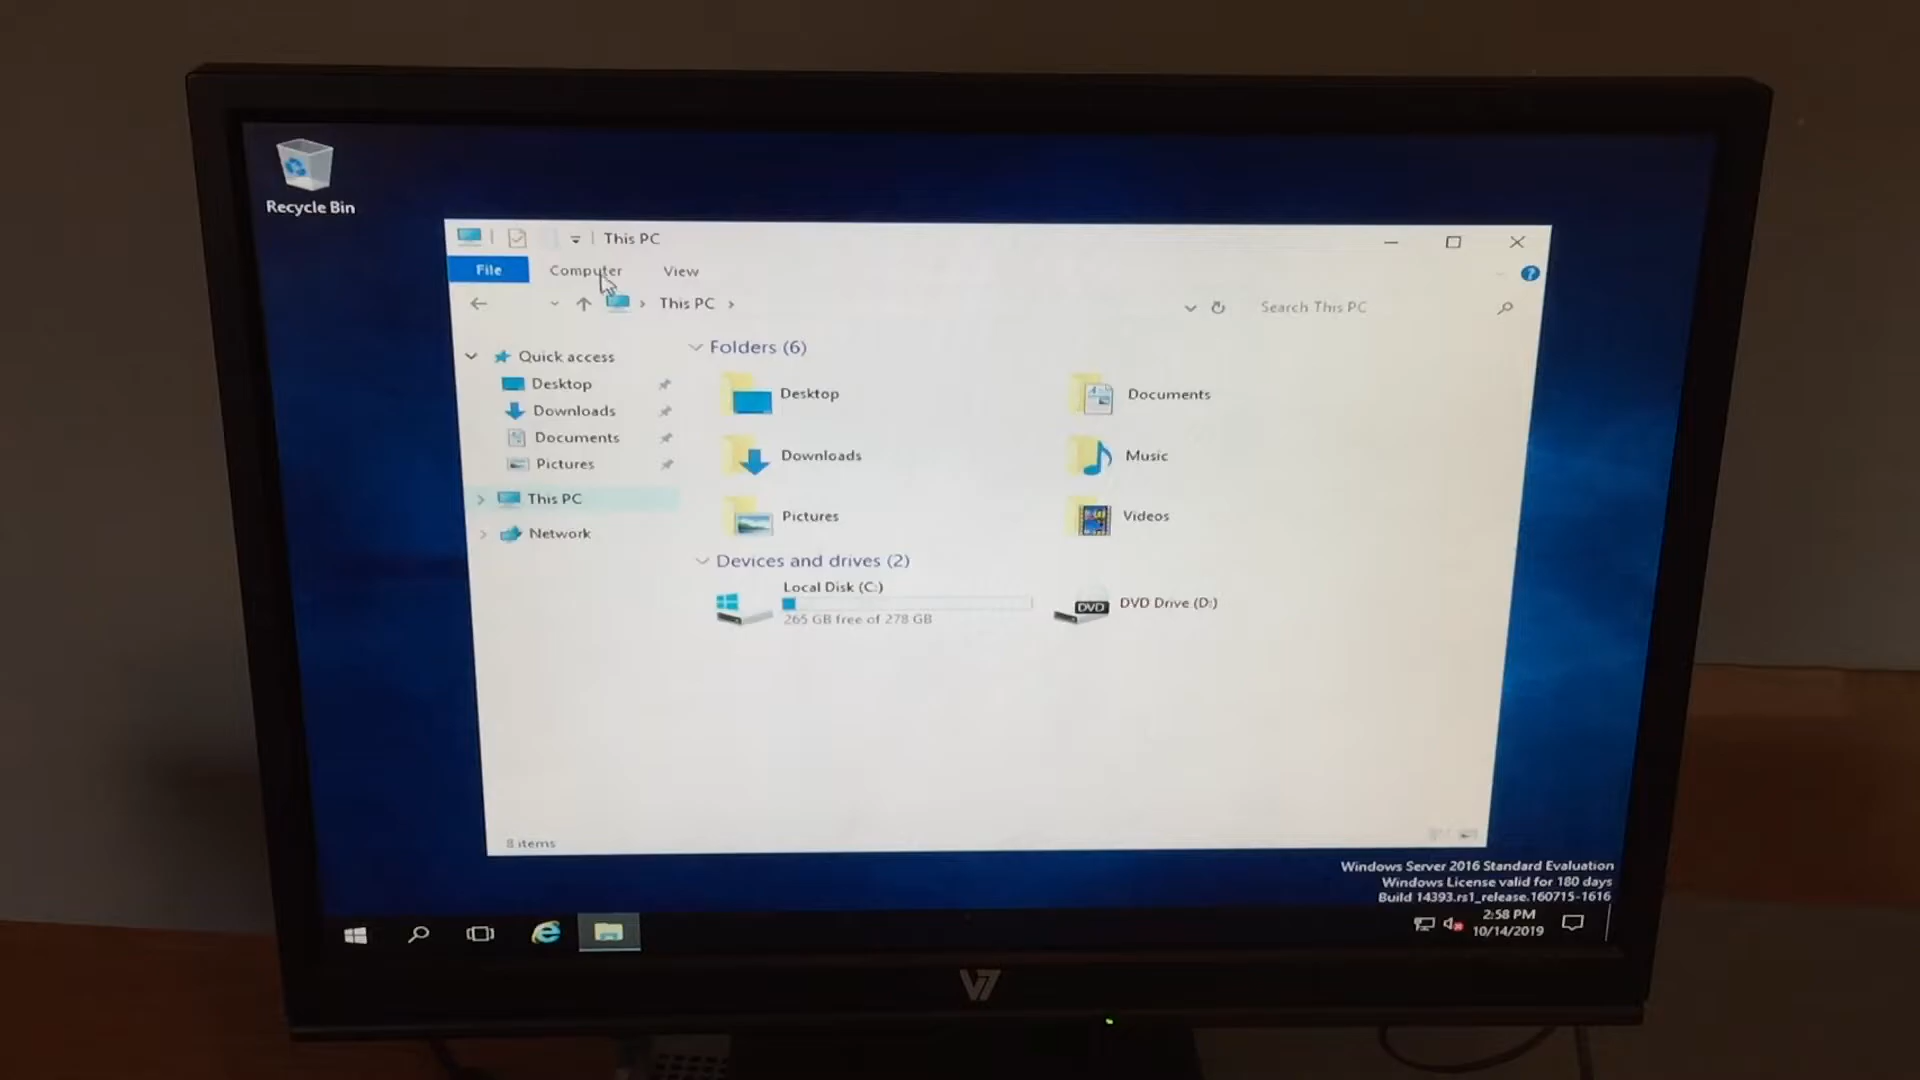 Recycle Bin
This PC
File
Computer
View
This PC
Search This PC
Quick access
Desktop
Downloads
Documents
Pictures
This PC
Network
Folders (6)
Desktop
Documents
Downloads
Music
Pictures
Videos
Devices and drives (2)
Local Disk (C:)
265 GB free of 278 GB
DVD
DVD Drive (D:)
8 items
Windows Server 2016 Standard Evaluation
Windows License valid for 180 days
Build 14393.rs1_release.160715-1616
2:58 PM
10/14/2019
V7